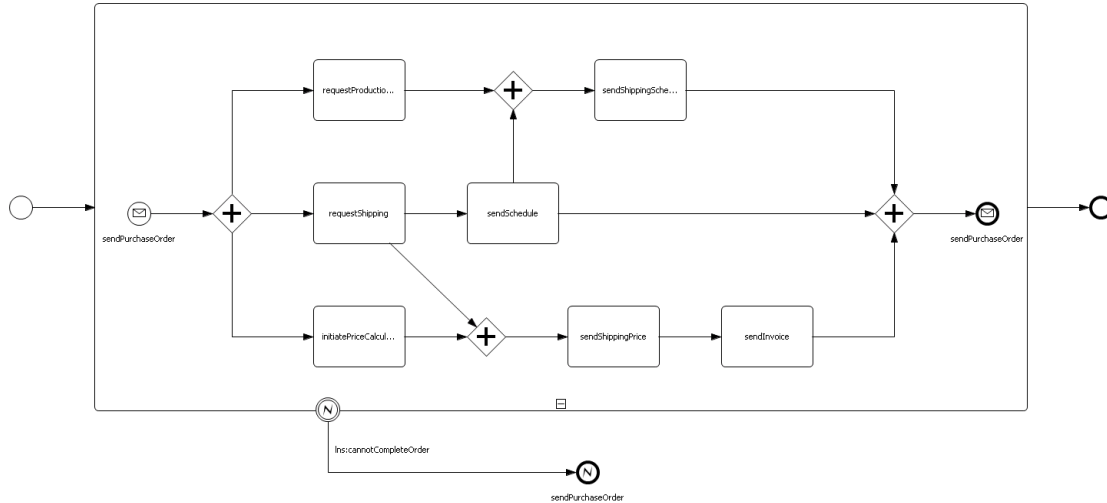 requestProductio...
sendShippingSche...
requestShipping
sendSchedule
sendPurchaseOrder
sendPurchaseOrder
initiatePriceCalcul...
sendShippingPrice
sendInvoice
lns:cannotCompleteOrder
sendPurchaseOrder